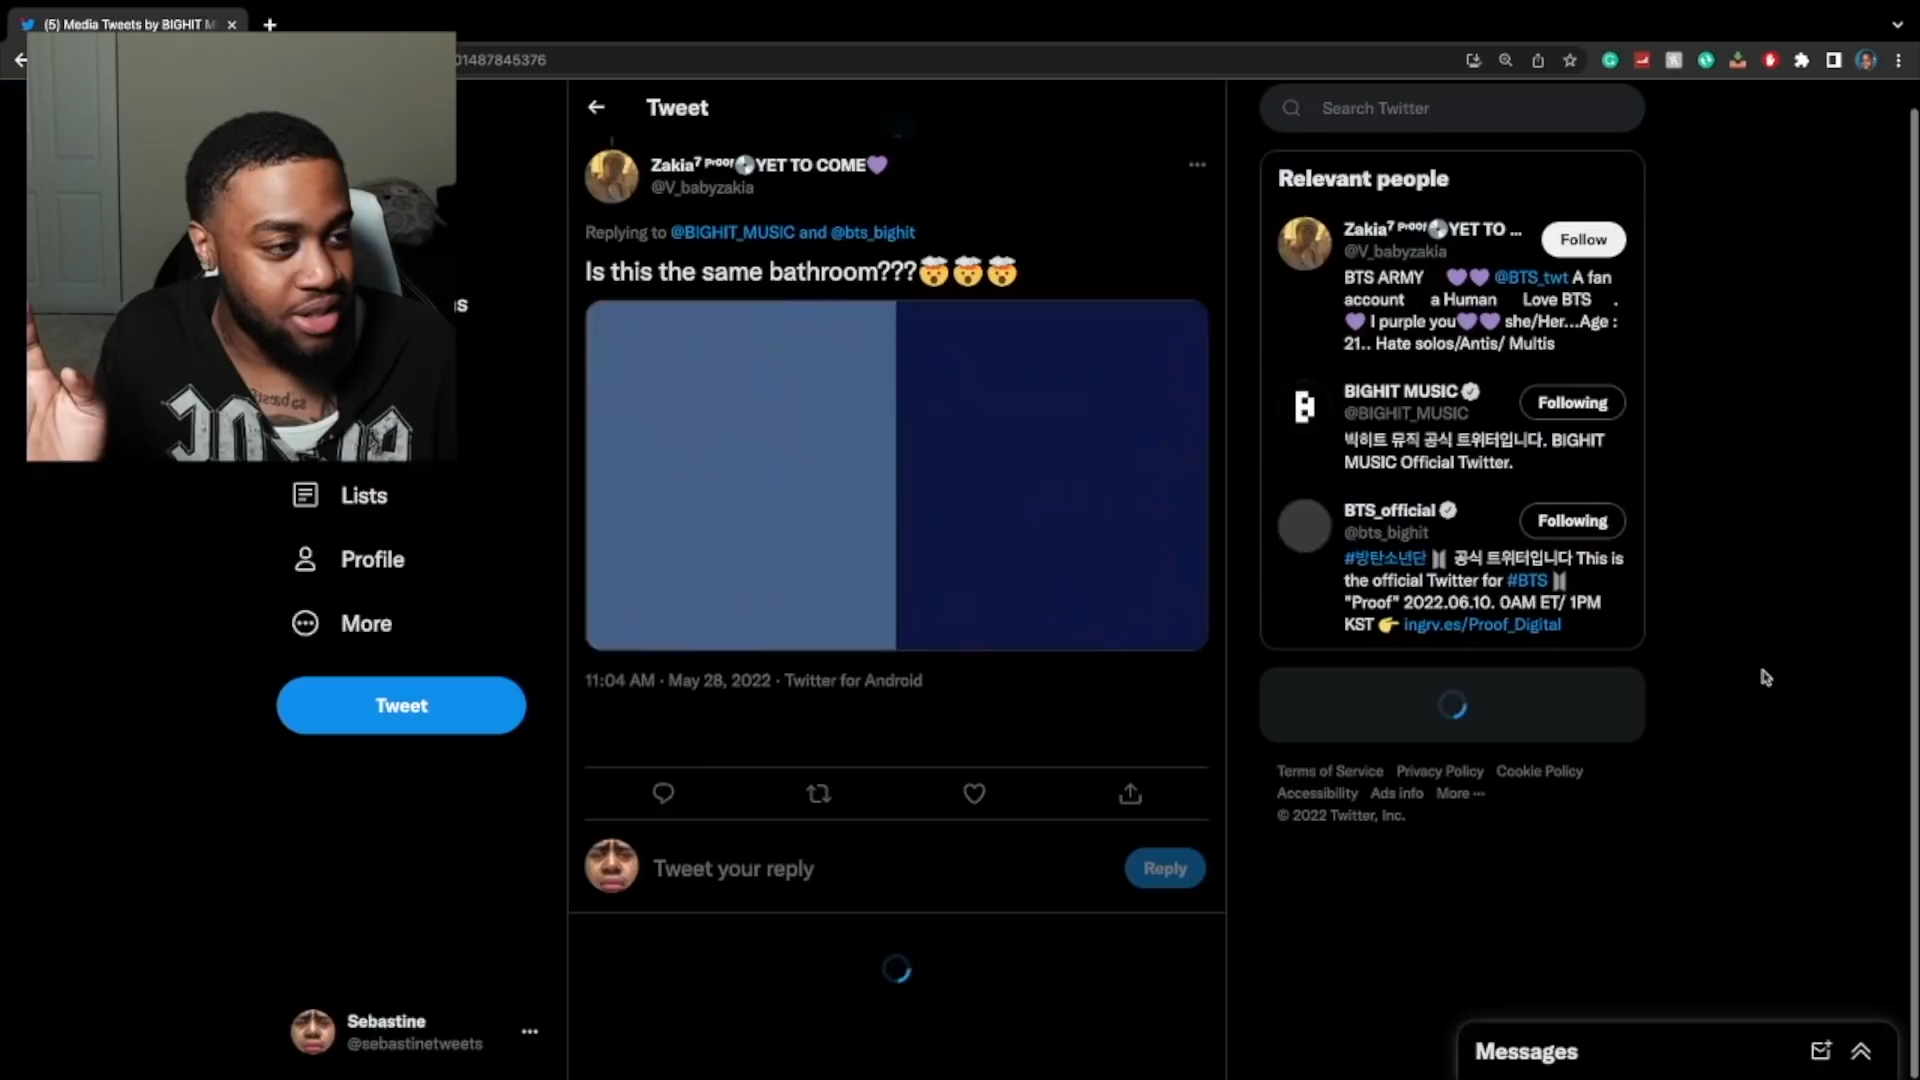 (5) Media Tweets by BIGHIT M
01487845376
Tweet
Search Twitter
Zakia⁷ ᴾʳᵒᵒᶠ💿YET TO COME💜
@V_babyzakia
Replying to @BIGHIT_MUSIC and @bts_bighit
Is this the same bathroom???🤯🤯🤯
11:04 AM · May 28, 2022 · Twitter for Android
Tweet your reply
Reply
s
Lists
Profile
More
Tweet
Sebastine
@sebastinetweets
Relevant people
Zakia⁷ ᴾʳᵒᵒᶠ💿YET TO ...
@V_babyzakia
Follow
BTS ARMY 💜💜 @BTS_twt A fan
account a Human Love BTS .
💜 I purple you💜💜 she/Her...Age :
21.. Hate solos/Antis/ Multis
BIGHIT MUSIC
@BIGHIT_MUSIC
Following
빅히트 뮤직 공식 트위터입니다. BIGHIT
MUSIC Official Twitter.
BTS_official
@bts_bighit
Following
#방탄소년단 공식 트위터입니다 This is
the official Twitter for #BTS
"Proof" 2022.06.10. 0AM ET/ 1PM
KST 👉 ingrv.es/Proof_Digital
Terms of Service Privacy Policy Cookie Policy
Accessibility Ads info More ···
© 2022 Twitter, Inc.
Messages